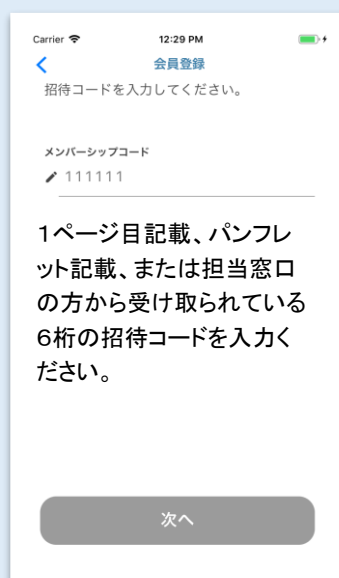 Carrier 12:29 PM
会員登録
招待コードを入力してください。
メンバーシップコード
111111
1ページ目記載、パンフレ
ット記載、または担当窓口
の方から受け取られている
6桁の招待コードを入力く
ださい。
次へ